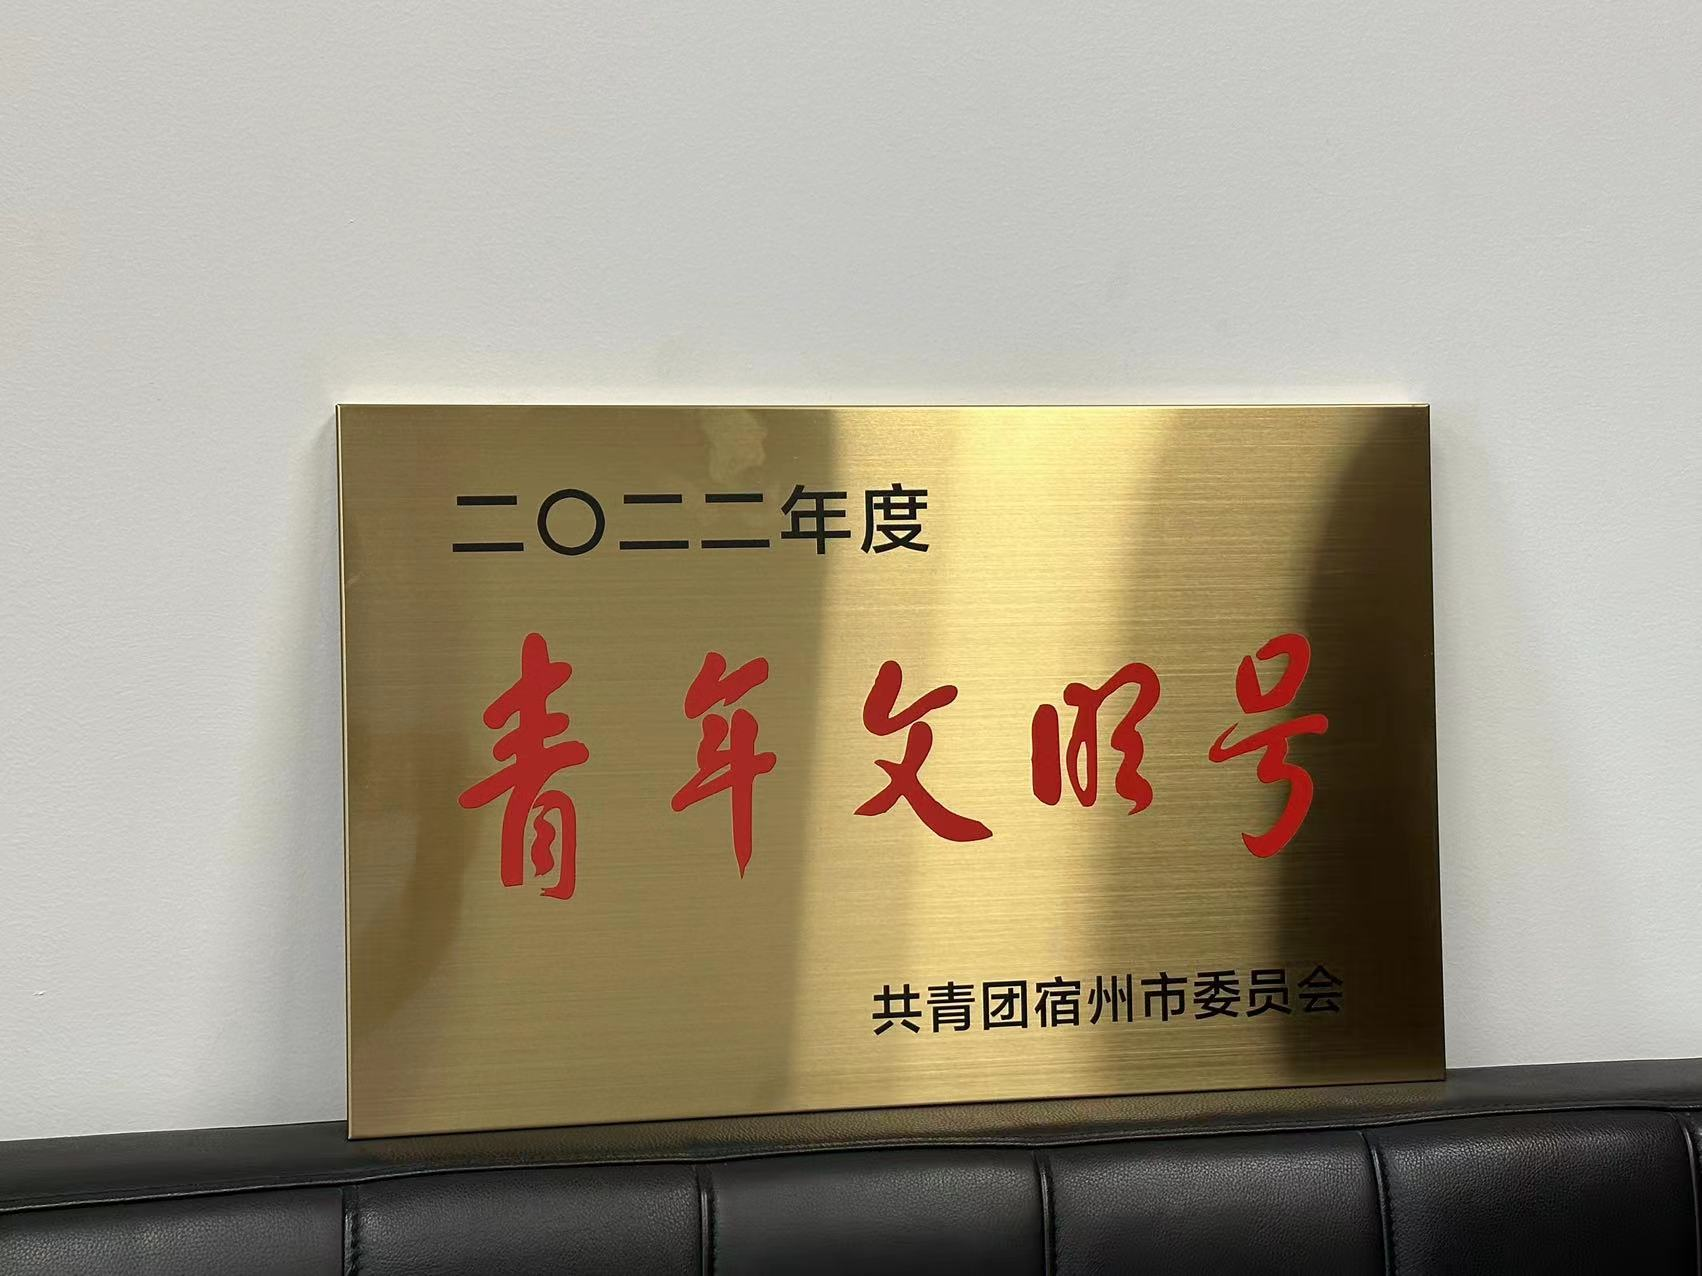 二〇二二年度
青年文明号
共青团宿州市委员会